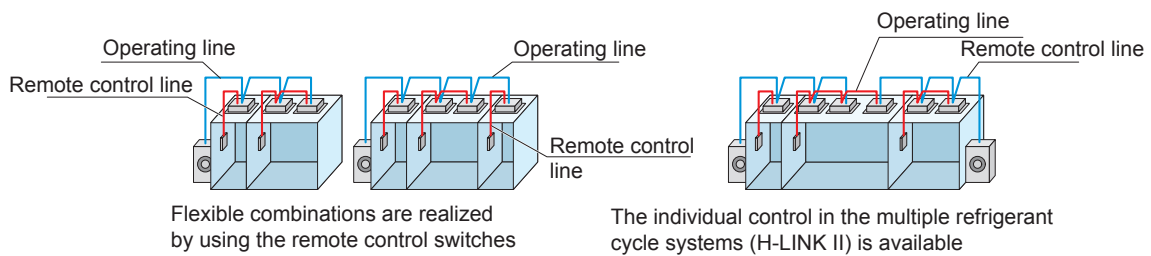 Operating line
Remote control line
Operating line
Remote control
line
Operating line
Remote control line
Flexible combinations are realized
by using the remote control switches
The individual control in the multiple refrigerant
cycle systems (H-LINK II) is available